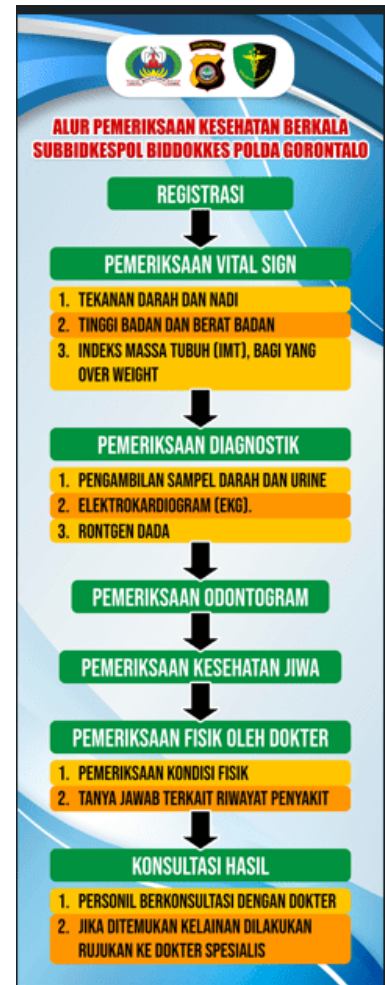 GORONTALO
ALUR PEMERIKSAAN KESEHATAN BERKALA
SUBBIDKESPOL BIDDOKKES POLDA GORONTALO
REGISTRASI
PEMERIKSAAN VITAL SIGN
1. TEKANAN DARAH DAN NADI
2. TINGGI BADAN DAN BERAT BADAN
3. INDEKS MASSA TUBUH (IMT), BAGI YANG
OVER WEIGHT
PEMERIKSAAN DIAGNOSTIK
1. PENGAMBILAN SAMPEL DARAH DAN URINE
2. ELEKTROKARDIOGRAM (EKG).
3. RONTGEN DADA
PEMERIKSAAN ODONTOGRAM
PEMERIKSAAN KESEHATAN JIWA
PEMERIKSAAN FISIK OLEH DOKTER
1. PEMERIKSAAN KONDISI FISIK
2. TANYA JAWAB TERKAIT RIWAYAT PENYAKIT
KONSULTASI HASIL
1. PERSONIL BERKONSULTASI DENGAN DOKTER
2. JIKA DITEMUKAN KELAINAN DILAKUKAN
RUJUKAN KE DOKTER SPESIALIS